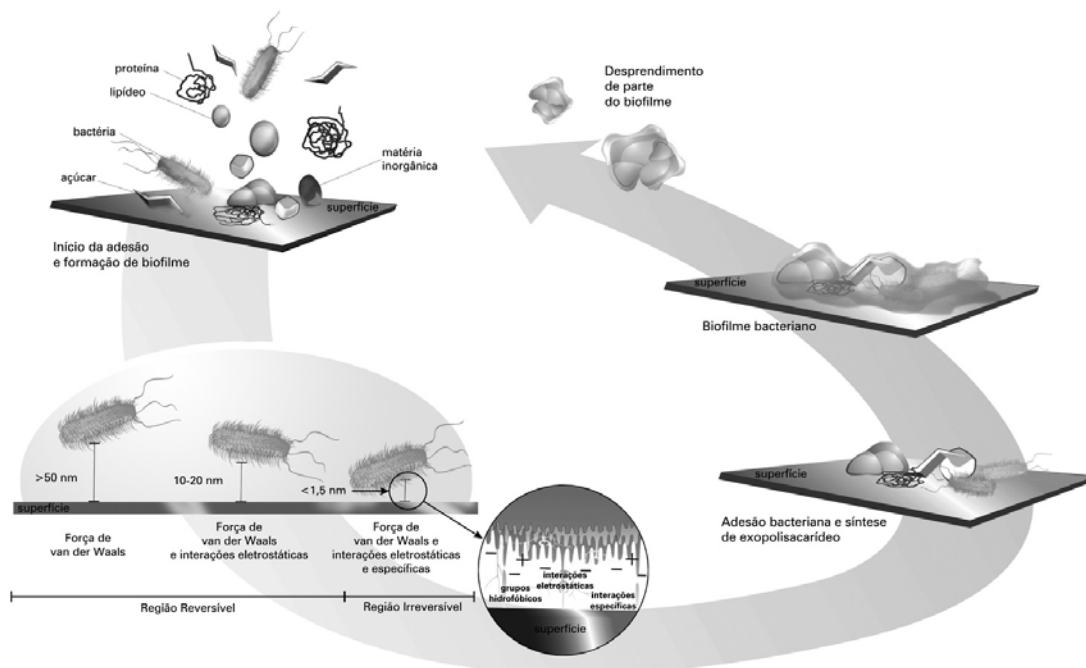 proteína
lipídeo
bactéria
açúcar
matéria
inorgânica
superfície
Início da adesão
e formação de biofilme
Desprendimento
de parte
do biofilme
superfície
Biofilme bacteriano
superfície
Adesão bacteriana e síntese
de exopolisacarídeo
>50 nm
10-20 nm
<1,5 nm
superfície
Força de
van der Waals
Força de
van der Waals
e interações eletrostáticas
Força de
van der Waals e
interações eletrostáticas
e específicas
Região Reversível
Região Irreversível
grupos
hidrofóbicos
interações
eletrostáticas
interações
específicas
superfície